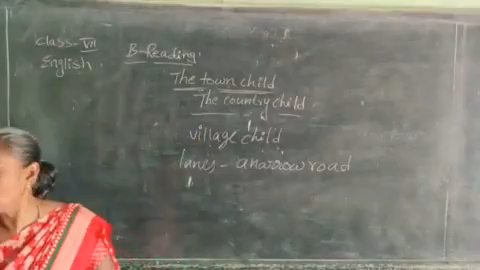 Class-VII
English.
B-Reading.
The town child
The country child
village child
lanes - a narrow road